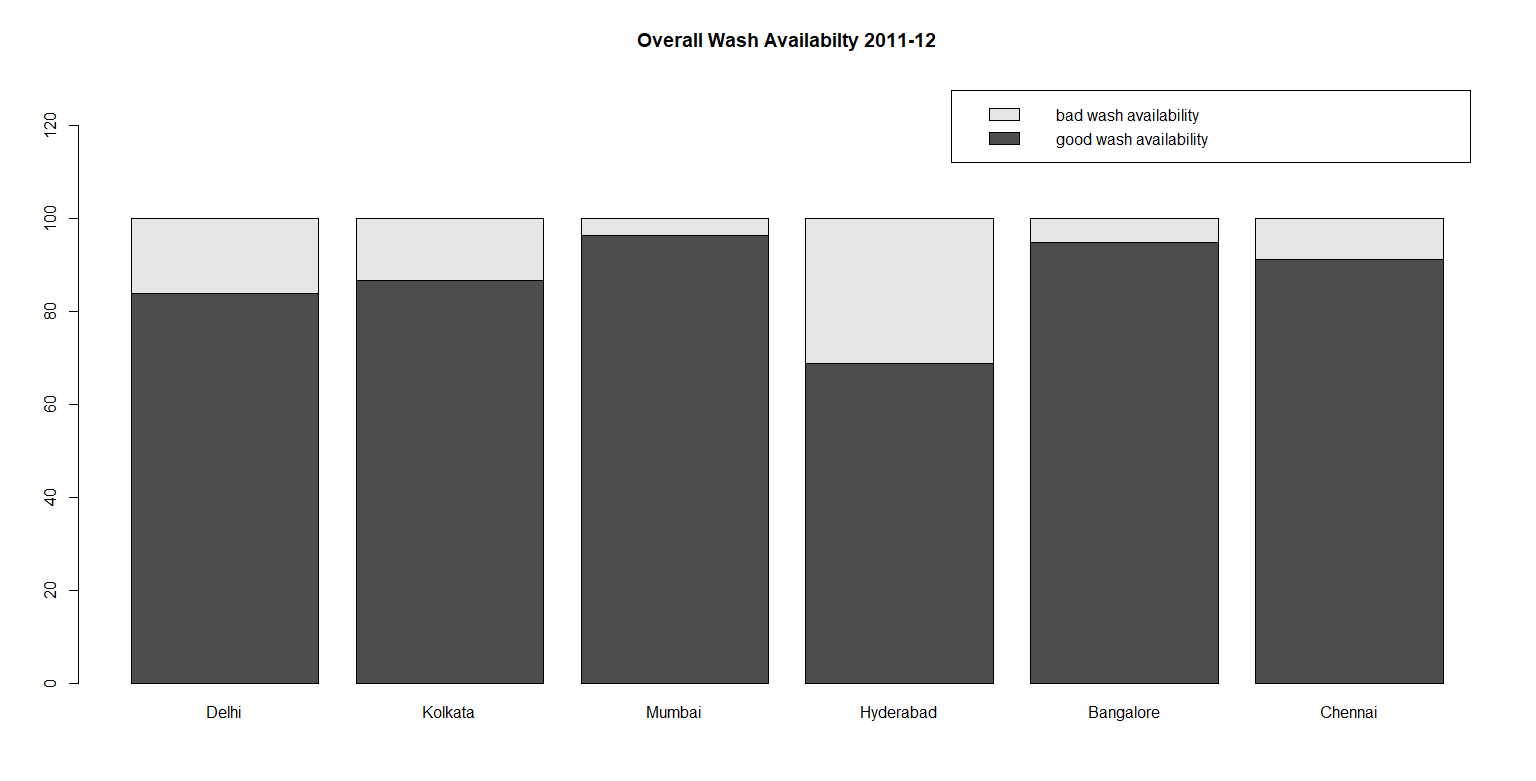 Overall Wash Availabilty 2011-12
bad wash availability
good wash availability
120
100
80
60
40
20
0
Delhi Kolkata Mumbai Hyderabad Bangalore Chennai